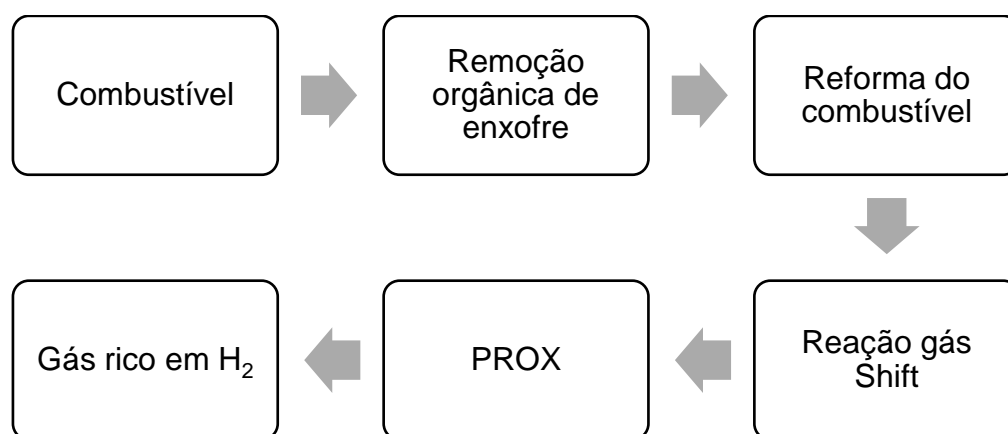 Combustível
Remoção
orgânica de
enxofre
Reforma do
combustível
Reação gás
Shift
PROX
Gás rico em H₂